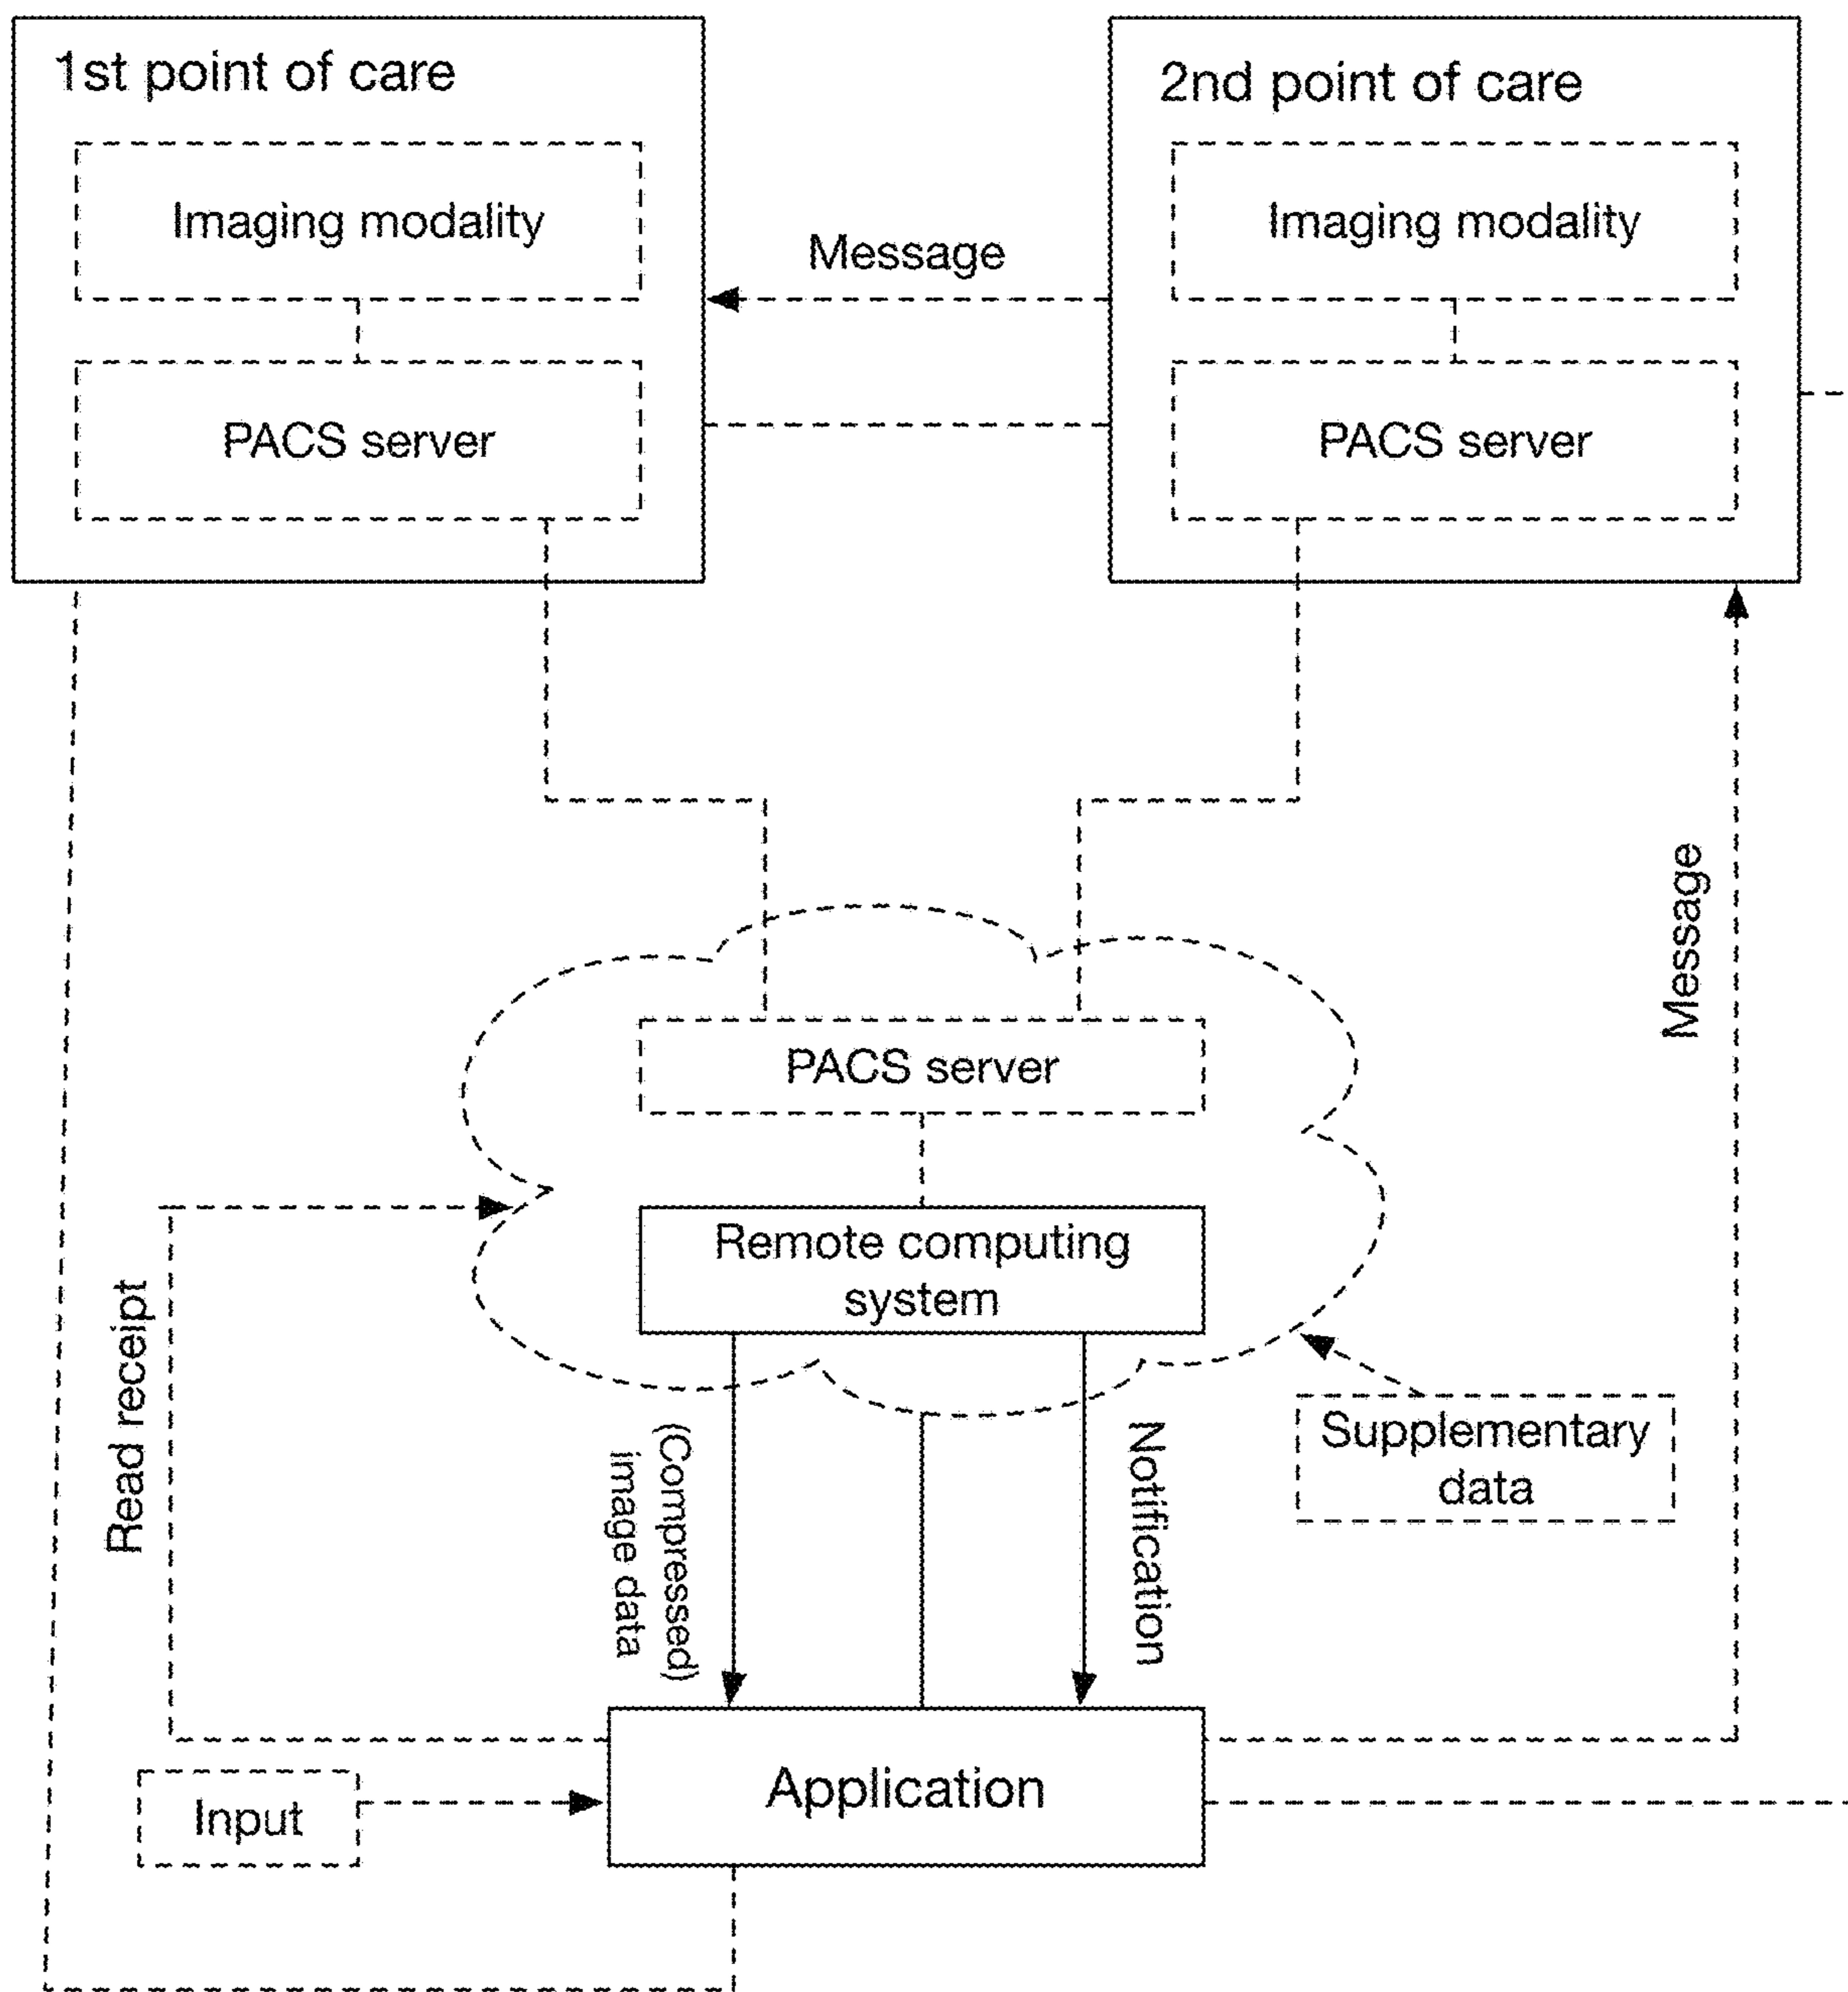 1st point of care
Imaging modality
PACS server
Message
2nd point of care
Imaging modality
PACS server
Message
PACS server
Remote computing
system
Read receipt
(Compressed)
image data
Notification
Supplementary
data
Application
Input